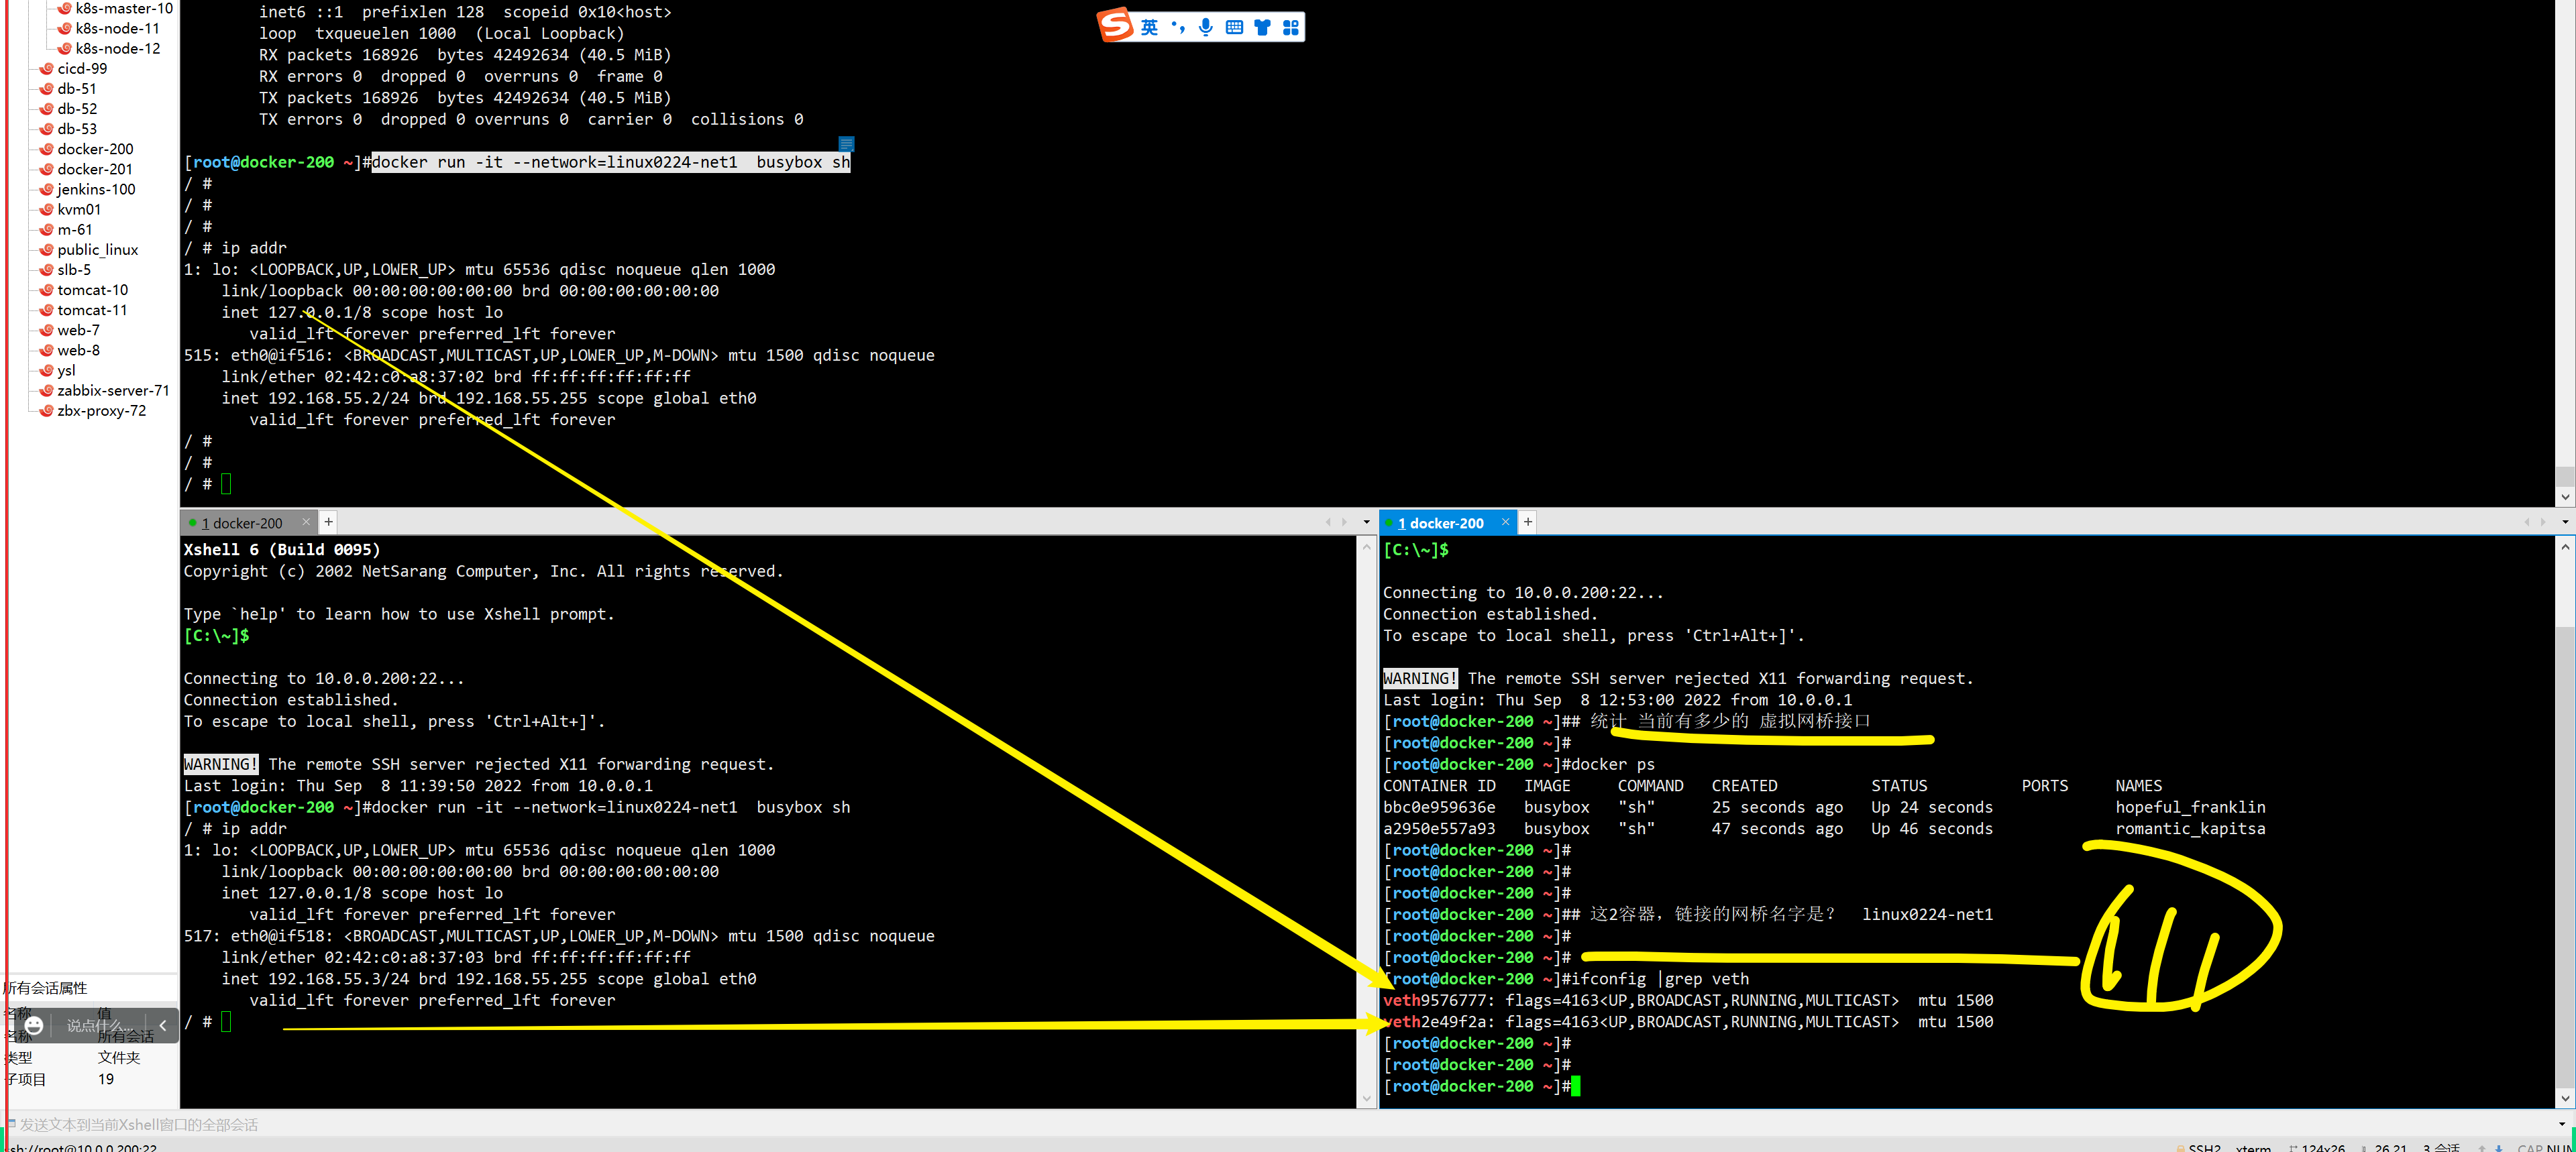 k8s-master-10
k8s-node-11
k8s-node-12
cicd-99
db-51
db-52
db-53
docker-200
docker-201
jenkins-100
kvm01
m-61
public_linux
slb-5
tomcat-10
tomcat-11
web-7
web-8
ysl
zabbix-server-71
zbx-proxy-72
所有会话属性
名称 值
说点什么...
名称 所有会话
类型 文件夹
子项目 19
英
inet6 ::1  prefixlen 128  scopeid 0x10<host>
loop  txqueuelen 1000  (Local Loopback)
RX packets 168926  bytes 42492634 (40.5 MiB)
RX errors 0  dropped 0  overruns 0  frame 0
TX packets 168926  bytes 42492634 (40.5 MiB)
TX errors 0  dropped 0 overruns 0  carrier 0  collisions 0
[root@docker-200 ~]#docker run -it --network=linux0224-net1  busybox sh
/ #
/ #
/ #
/ # ip addr
1: lo: <LOOPBACK,UP,LOWER_UP> mtu 65536 qdisc noqueue qlen 1000
link/loopback 00:00:00:00:00:00 brd 00:00:00:00:00:00
inet 127.0.0.1/8 scope host lo
valid_lft forever preferred_lft forever
515: eth0@if516: <BROADCAST,MULTICAST,UP,LOWER_UP,M-DOWN> mtu 1500 qdisc noqueue
link/ether 02:42:c0:a8:37:02 brd ff:ff:ff:ff:ff:ff
inet 192.168.55.2/24 brd 192.168.55.255 scope global eth0
valid_lft forever preferred_lft forever
/ #
/ #
/ #
1 docker-200
Xshell 6 (Build 0095)
Copyright (c) 2002 NetSarang Computer, Inc. All rights reserved.
Type `help' to learn how to use Xshell prompt.
[C:\~]$
Connecting to 10.0.0.200:22...
Connection established.
To escape to local shell, press 'Ctrl+Alt+]'.
WARNING! The remote SSH server rejected X11 forwarding request.
Last login: Thu Sep  8 11:39:50 2022 from 10.0.0.1
[root@docker-200 ~]#docker run -it --network=linux0224-net1  busybox sh
/ # ip addr
1: lo: <LOOPBACK,UP,LOWER_UP> mtu 65536 qdisc noqueue qlen 1000
link/loopback 00:00:00:00:00:00 brd 00:00:00:00:00:00
inet 127.0.0.1/8 scope host lo
valid_lft forever preferred_lft forever
517: eth0@if518: <BROADCAST,MULTICAST,UP,LOWER_UP,M-DOWN> mtu 1500 qdisc noqueue
link/ether 02:42:c0:a8:37:03 brd ff:ff:ff:ff:ff:ff
inet 192.168.55.3/24 brd 192.168.55.255 scope global eth0
valid_lft forever preferred_lft forever
/ #
1 docker-200
[C:\~]$
Connecting to 10.0.0.200:22...
Connection established.
To escape to local shell, press 'Ctrl+Alt+]'.
WARNING! The remote SSH server rejected X11 forwarding request.
Last login: Thu Sep  8 12:53:00 2022 from 10.0.0.1
[root@docker-200 ~]## 统计 当前有多少的 虚拟网桥接口
[root@docker-200 ~]#
[root@docker-200 ~]#docker ps
CONTAINER ID   IMAGE     COMMAND   CREATED          STATUS          PORTS     NAMES
bbc0e959636e   busybox   "sh"      25 seconds ago   Up 24 seconds             hopeful_franklin
a2950e557a93   busybox   "sh"      47 seconds ago   Up 46 seconds             romantic_kapitsa
[root@docker-200 ~]#
[root@docker-200 ~]#
[root@docker-200 ~]#
[root@docker-200 ~]## 这2容器，链接的网桥名字是？  linux0224-net1
[root@docker-200 ~]#
[root@docker-200 ~]#
[root@docker-200 ~]#ifconfig |grep veth
veth9576777: flags=4163<UP,BROADCAST,RUNNING,MULTICAST>  mtu 1500
veth2e49f2a: flags=4163<UP,BROADCAST,RUNNING,MULTICAST>  mtu 1500
[root@docker-200 ~]#
[root@docker-200 ~]#
[root@docker-200 ~]#
发送文本到当前Xshell窗口的全部会话
ssh://root@10.0.0.200:22
SSH2 xterm 124x26 26,21 3 会话 CAP NUM